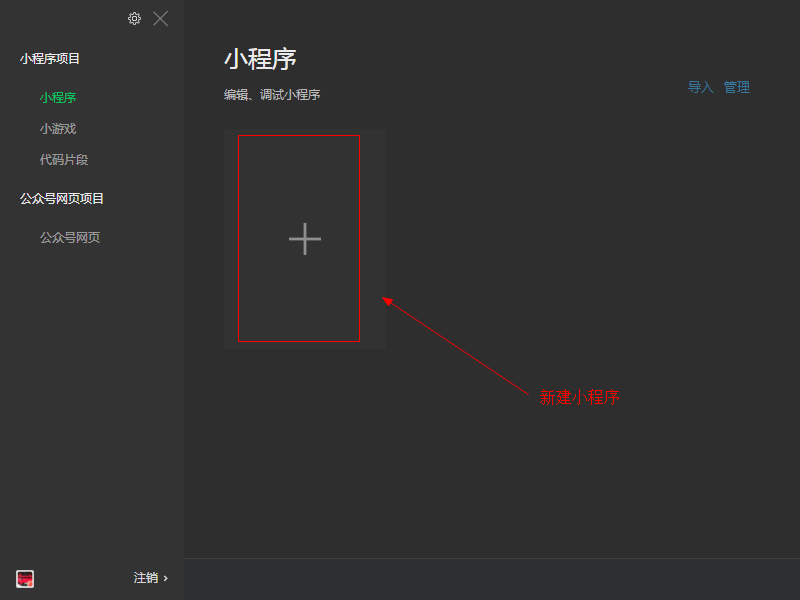 小程序项目
小程序
小游戏
代码片段
公众号网页项目
公众号网页
注销 ›
小程序
编辑、调试小程序
导入 管理
新建小程序